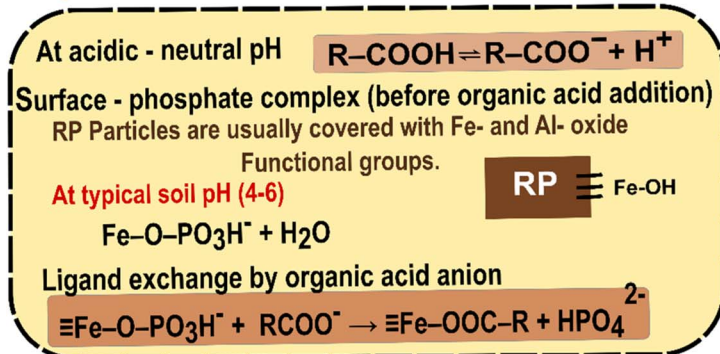 At acidic - neutral pH R–COOH⇌R–COO⁻+ H⁺
Surface - phosphate complex (before organic acid addition)
RP Particles are usually covered with Fe- and Al- oxide
Functional groups.
RP ≡ Fe-OH
At typical soil pH (4-6)
Fe–O–PO₃H⁻ + H₂O
Ligand exchange by organic acid anion
≡Fe–O–PO₃H⁻ + RCOO⁻ → ≡Fe–OOC–R + HPO₄²⁻